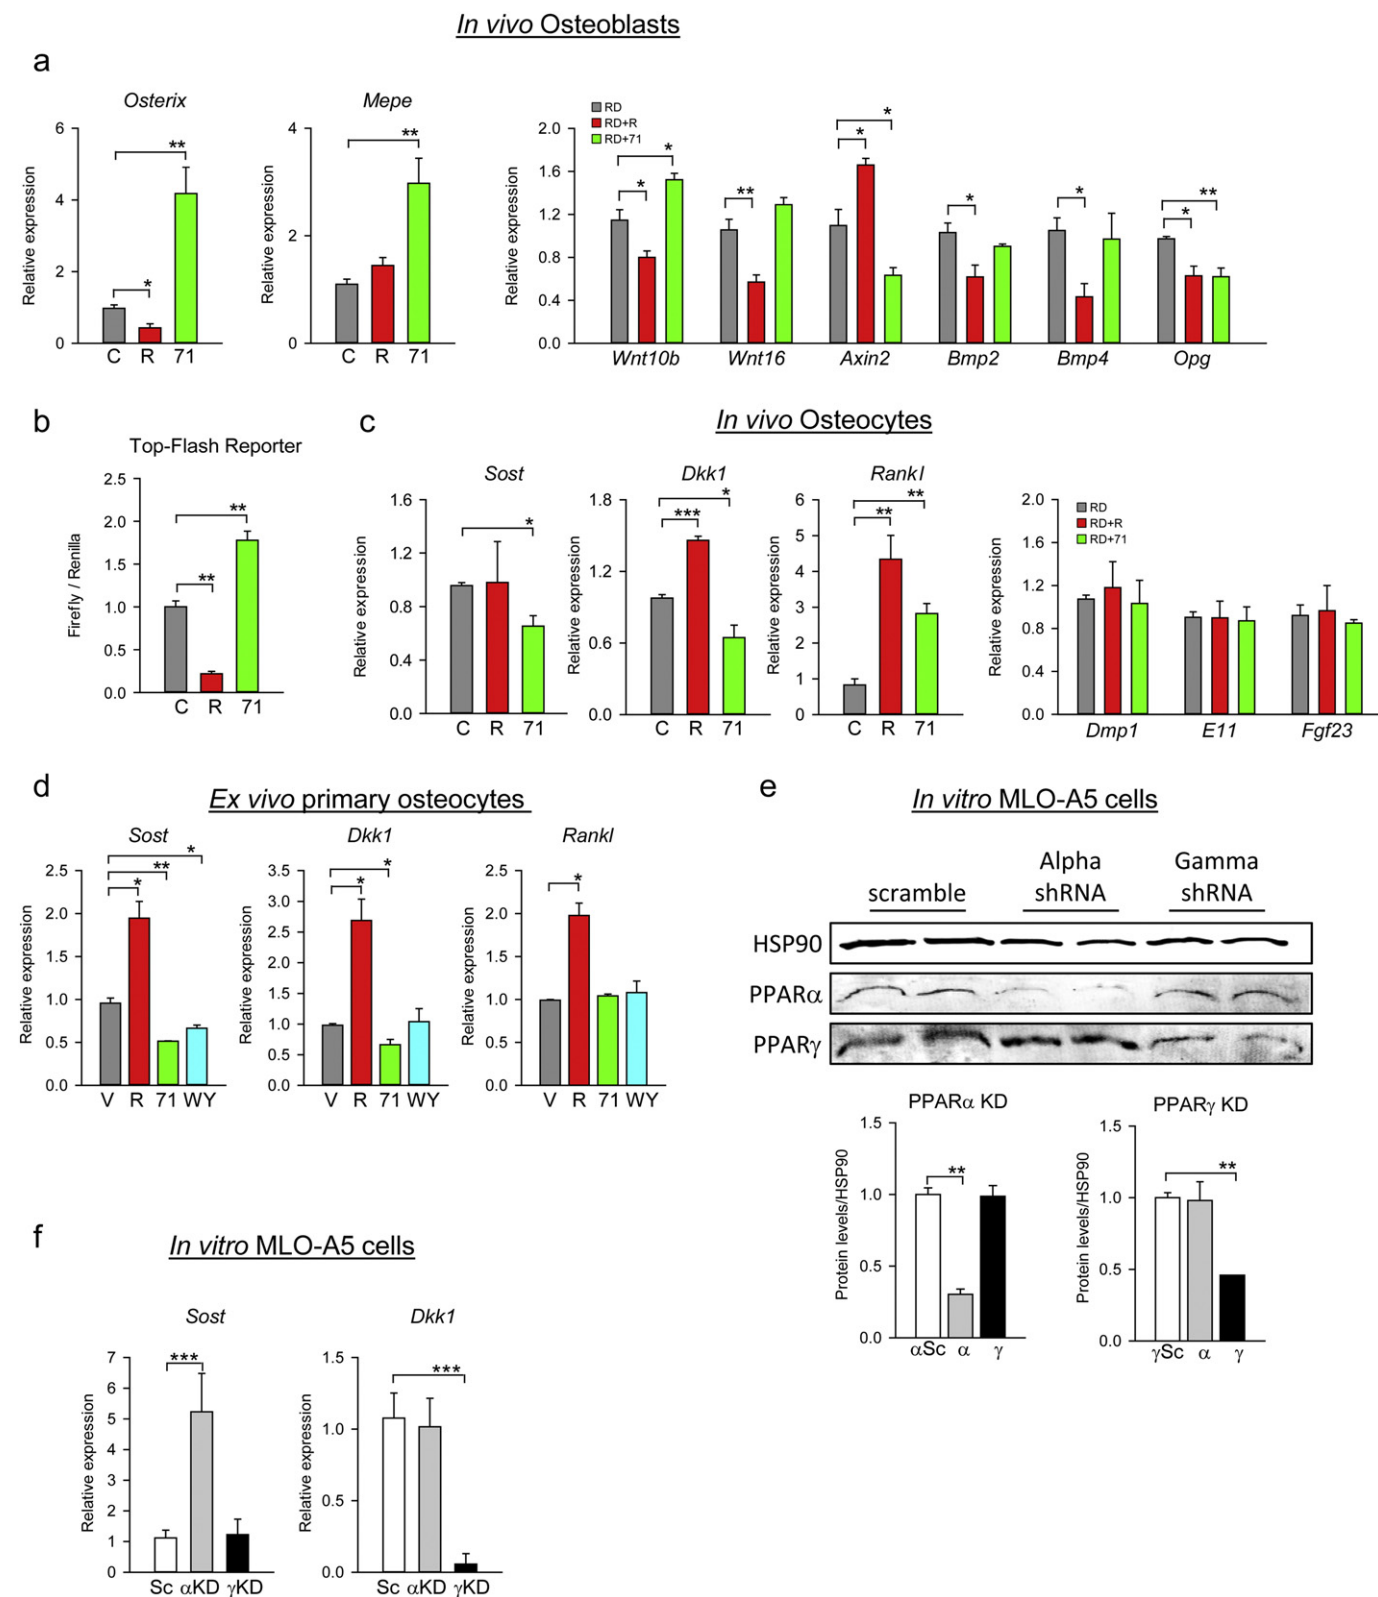 In vivo Osteoblasts
a
Osterix
Relative expression
6
4
2
0
**
*
C R 71
Mepe
Relative expression
4
2
0
**
C R 71
RD
RD+R
RD+71
Relative expression
2.0
1.6
1.2
0.8
0.4
0.0
* * ** * * * * * **
Wnt10b Wnt16 Axin2 Bmp2 Bmp4 Opg
b
Top-Flash Reporter
Firefly / Renilla
2.5
2.0
1.5
1.0
0.5
0.0
**
**
C R 71
c
In vivo Osteocytes
Sost
Relative expression
1.6
1.2
0.8
0.4
0.0
*
C R 71
Dkk1
Relative expression
1.8
1.2
0.6
0.0
*
***
C R 71
Rankl
Relative expression
6
5
4
3
2
1
0
**
**
C R 71
RD
RD+R
RD+71
Relative expression
2.0
1.6
1.2
0.8
0.4
0.0
Dmp1 E11 Fgf23
d
Ex vivo primary osteocytes
Sost
Relative expression
2.5
2.0
1.5
1.0
0.5
0.0
*
**
*
V R 71 WY
Dkk1
Relative expression
3.5
3.0
2.5
2.0
1.5
1.0
0.5
0.0
*
*
V R 71 WY
Rankl
Relative expression
2.5
2.0
1.5
1.0
0.5
0.0
*
V R 71 WY
e
In vitro MLO-A5 cells
scramble
Alpha
shRNA
Gamma
shRNA
HSP90
PPARα
PPARγ
PPARα KD
Protein levels/HSP90
1.5
1.0
0.5
0.0
**
αSc α γ
PPARγ KD
Protein levels/HSP90
1.5
1.0
0.5
0.0
**
γSc α γ
f
In vitro MLO-A5 cells
Sost
Relative expression
7
6
5
4
3
2
1
0
***
Sc αKD γKD
Dkk1
Relative expression
1.5
1.0
0.5
0.0
***
Sc αKD γKD